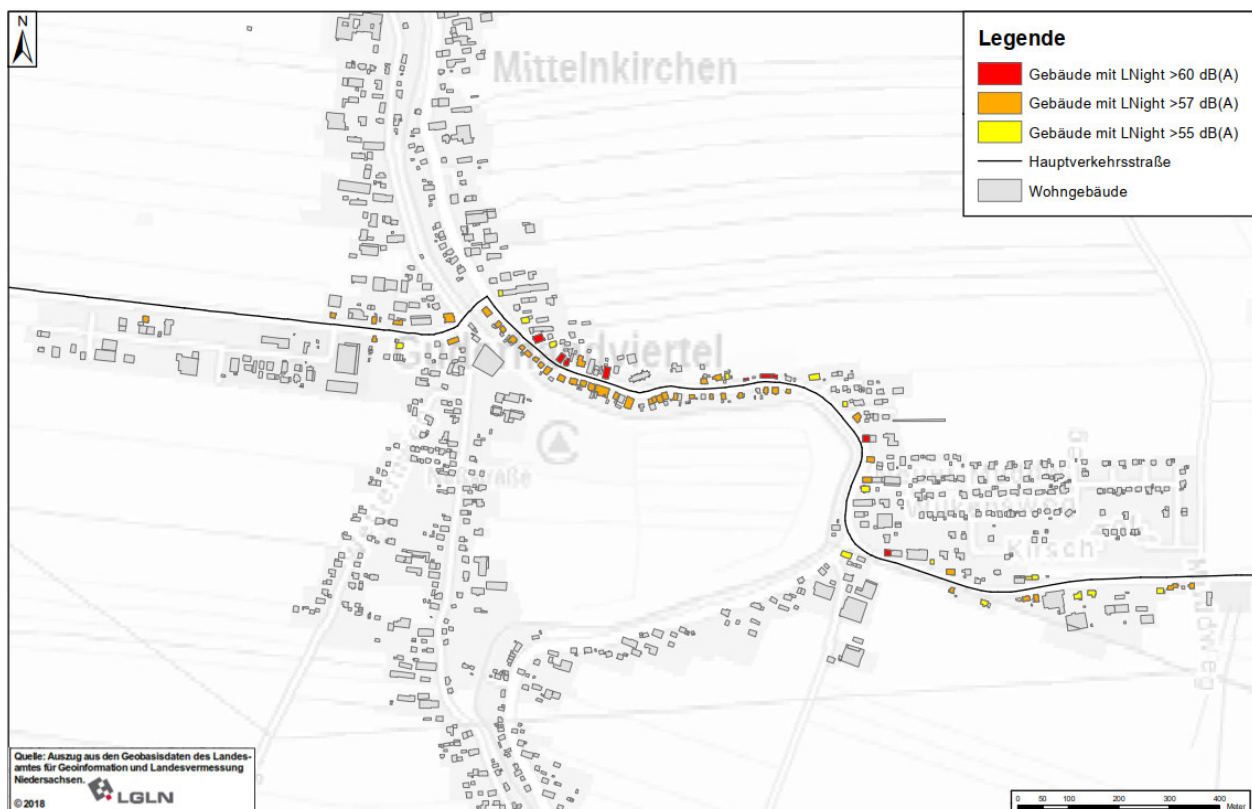 N
Mittelnkirchen
Legende
Gebäude mit LNight >60 dB(A)
Gebäude mit LNight >57 dB(A)
Gebäude mit LNight >55 dB(A)
Hauptverkehrsstraße
Wohngebäude
Kirsch
Quelle: Auszug aus den Geobasisdaten des Landes-
amtes für Geoinformation und Landesvermessung
Niedersachsen.
LGLN
© 2018
0 50 100 200 300 400
Meter